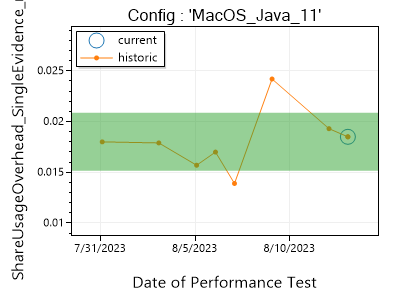 Config : 'MacOS_Java_11'
current
historic
0.025
0.02
0.015
0.01
7/31/2023
8/5/2023
8/10/2023
Date of Performance Test
ShareUsageOverhead_SingleEvidence_